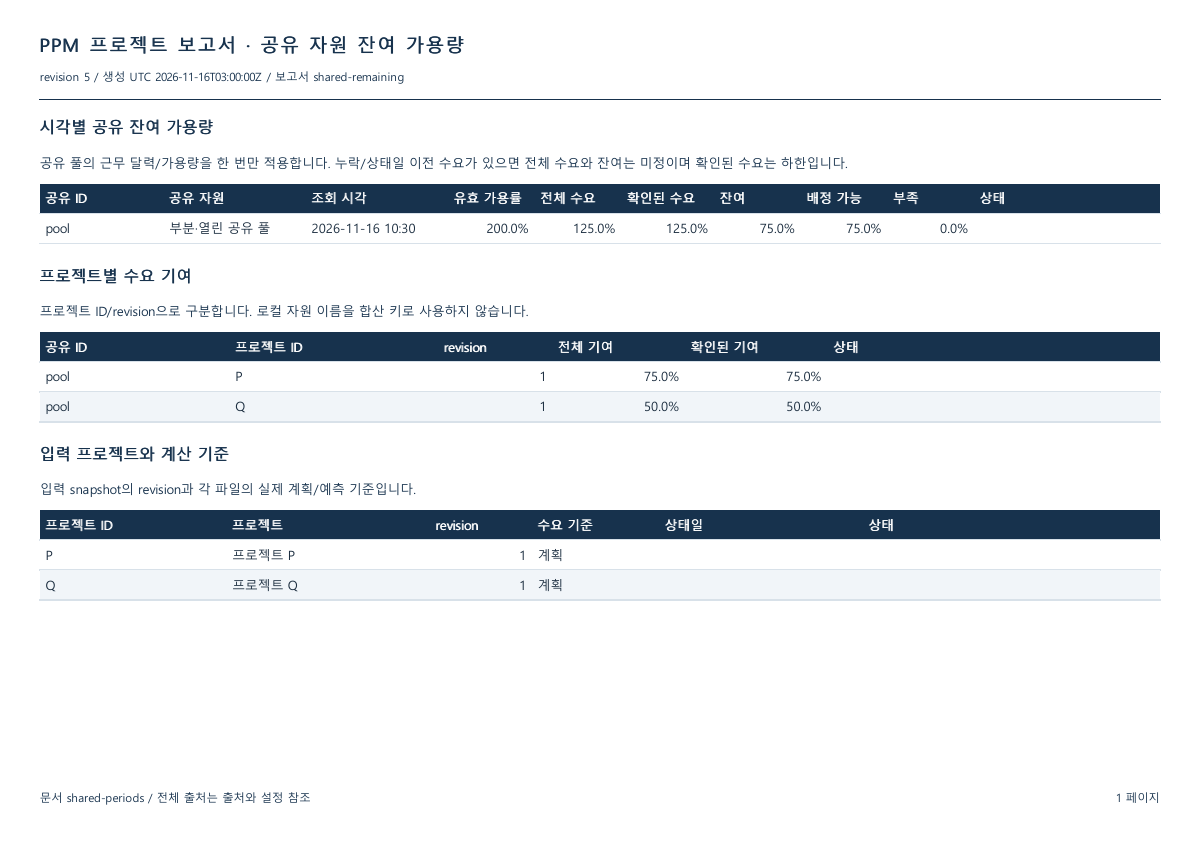 PPM 프로젝트 보고서 · 공유 자원 잔여 가용량
revision 5 / 생성 UTC 2026-11-16T03:00:00Z / 보고서 shared-remaining
시각별 공유 잔여 가용량
공유 풀의 근무 달력/가용량을 한 번만 적용합니다. 누락/상태일 이전 수요가 있으면 전체 수요와 잔여는 미정이며 확인된 수요는 하한입니다.
공유 ID 공유 자원 조회 시각 유효 가용률 전체 수요 확인된 수요 잔여 배정 가능 부족 상태
pool 부분·열린 공유 풀 2026-11-16 10:30 200.0% 125.0% 125.0% 75.0% 75.0% 0.0%
프로젝트별 수요 기여
프로젝트 ID/revision으로 구분합니다. 로컬 자원 이름을 합산 키로 사용하지 않습니다.
공유 ID 프로젝트 ID revision 전체 기여 확인된 기여 상태
pool P 1 75.0% 75.0%
pool Q 1 50.0% 50.0%
입력 프로젝트와 계산 기준
입력 snapshot의 revision과 각 파일의 실제 계획/예측 기준입니다.
프로젝트 ID 프로젝트 revision 수요 기준 상태일 상태
P 프로젝트 P 1 계획
Q 프로젝트 Q 1 계획
문서 shared-periods / 전체 출처는 출처와 설정 참조 1 페이지